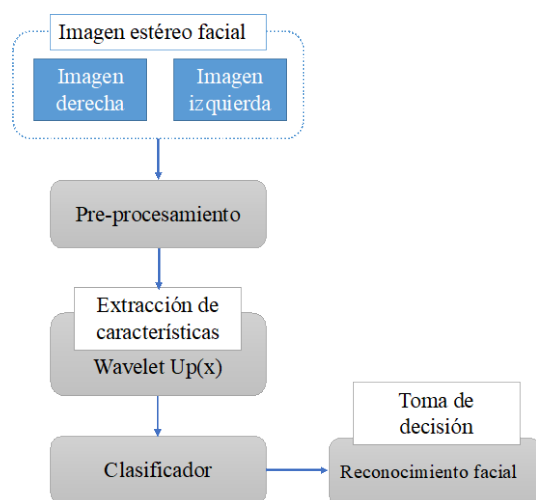 Imagen estéreo facial
Imagen
derecha
Imagen
izquierda
Pre-procesamiento
Extracción de
características
Wavelet Up(x)
Clasificador
Toma de
decisión
Reconocimiento facial